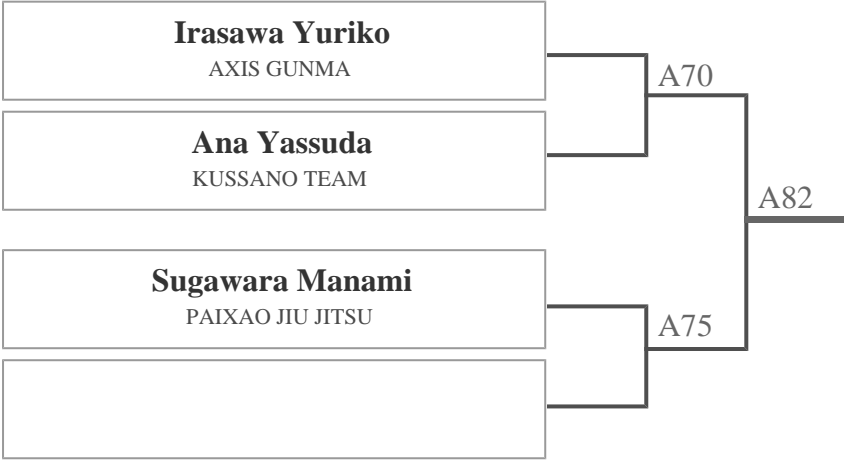 Irasawa Yuriko
AXIS GUNMA
A70
Ana Yassuda
KUSSANO TEAM
A82
Sugawara Manami
PAIXAO JIU JITSU
A75